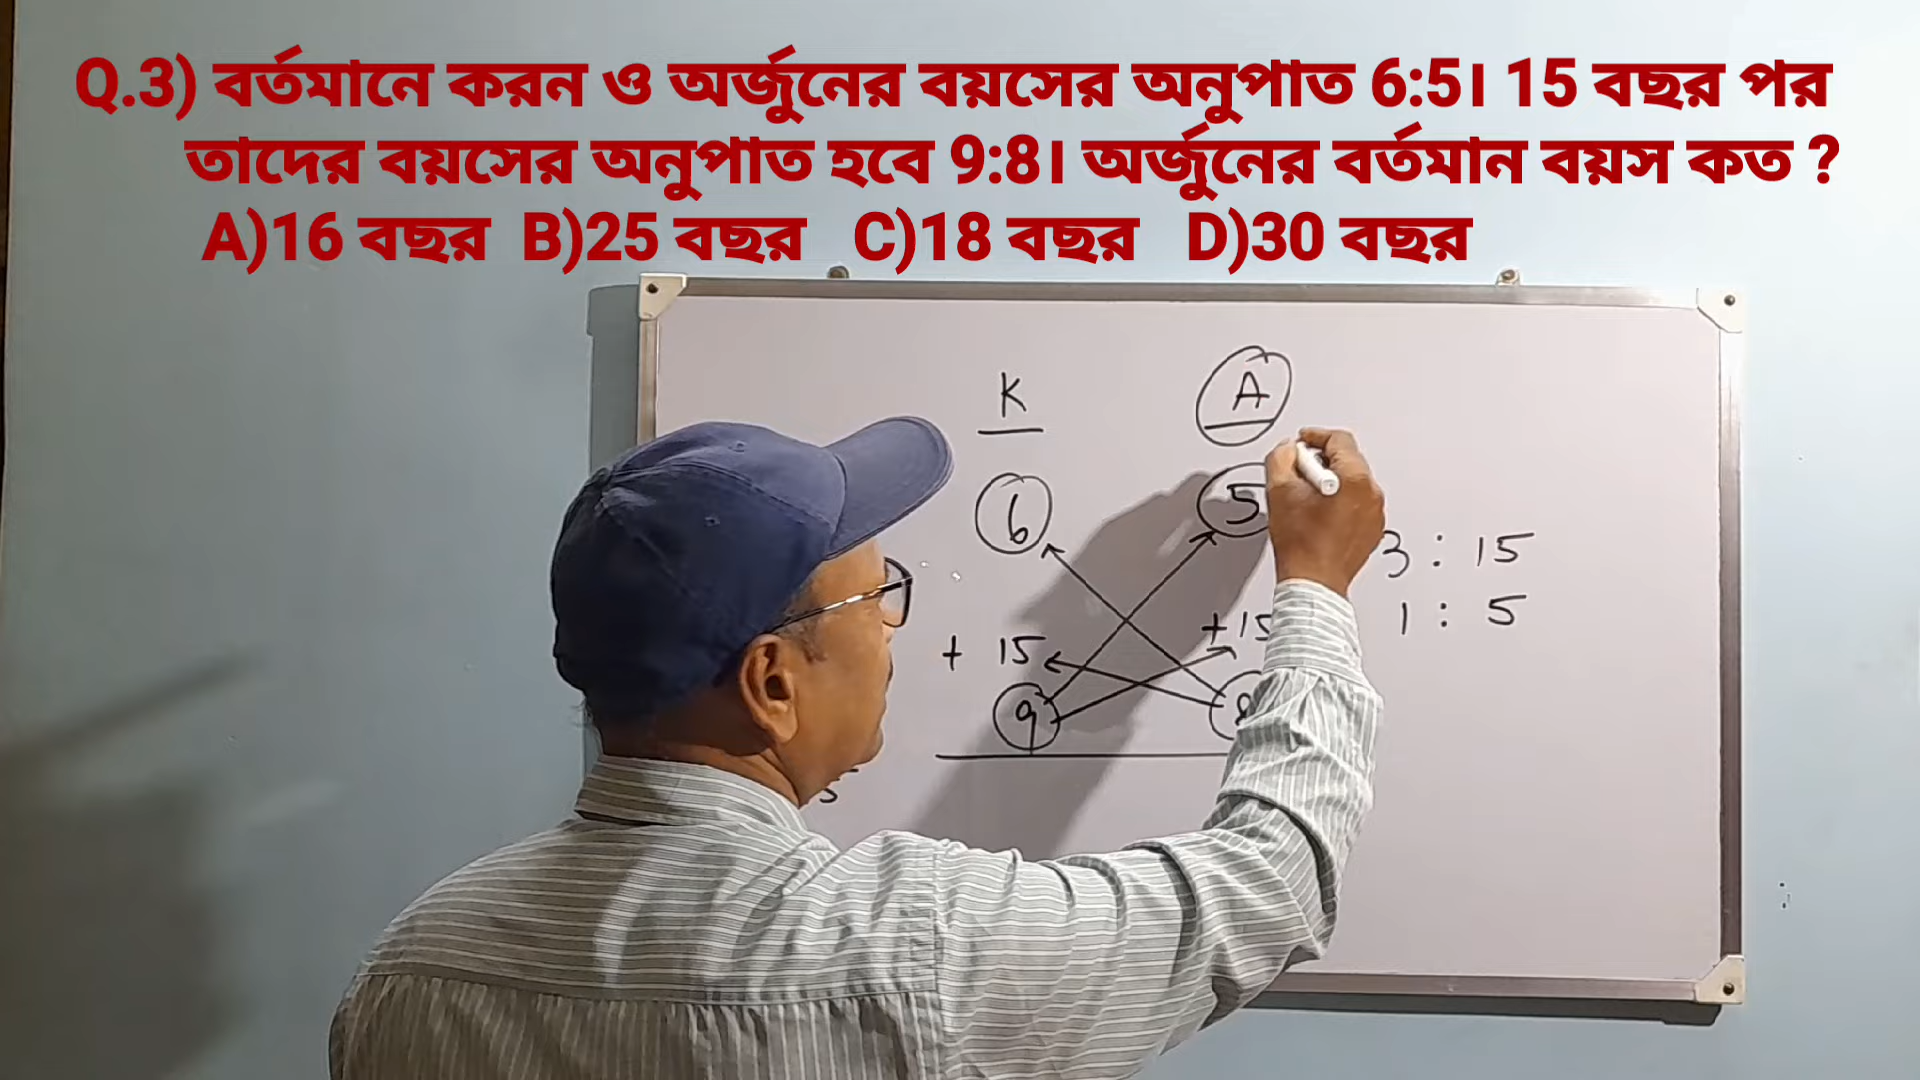 Q.3) বর্তমানে করন ও অর্জুনের বয়সের অনুপাত 6:5। 15 বছর পর
তাদের বয়সের অনুপাত হবে 9:8। অর্জুনের বর্তমান বয়স কত ?
A)16 বছর B)25 বছর C)18 বছর D)30 বছর
K A
6 5
3 : 15
1 : 5
+ 15 +15
9 8